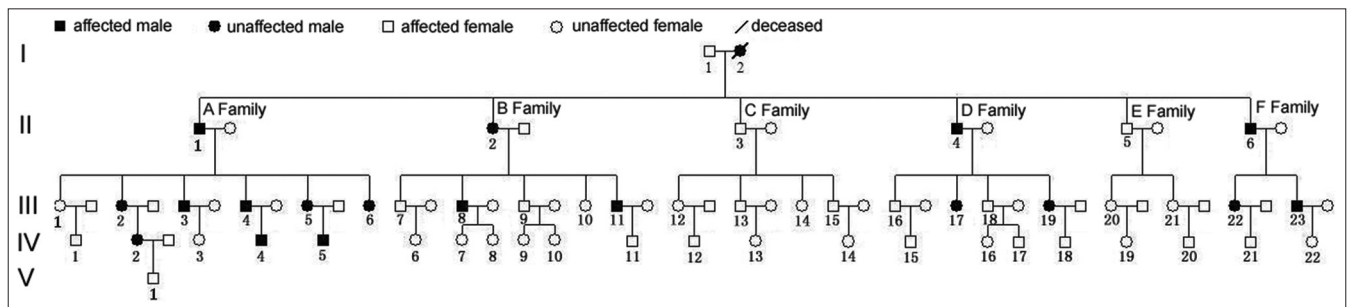 affected male unaffected male affected female unaffected female deceased
I
1 2
A Family B Family C Family D Family E Family F Family
II
1 2 3 4 5 6
III
1 2 3 4 5 6 7 8 9 10 11 12 13 14 15 16 17 18 19 20 21 22 23
IV
1 2 3 4 5 6 7 8 9 10 11 12 13 14 15 16 17 18 19 20 21 22
V
1